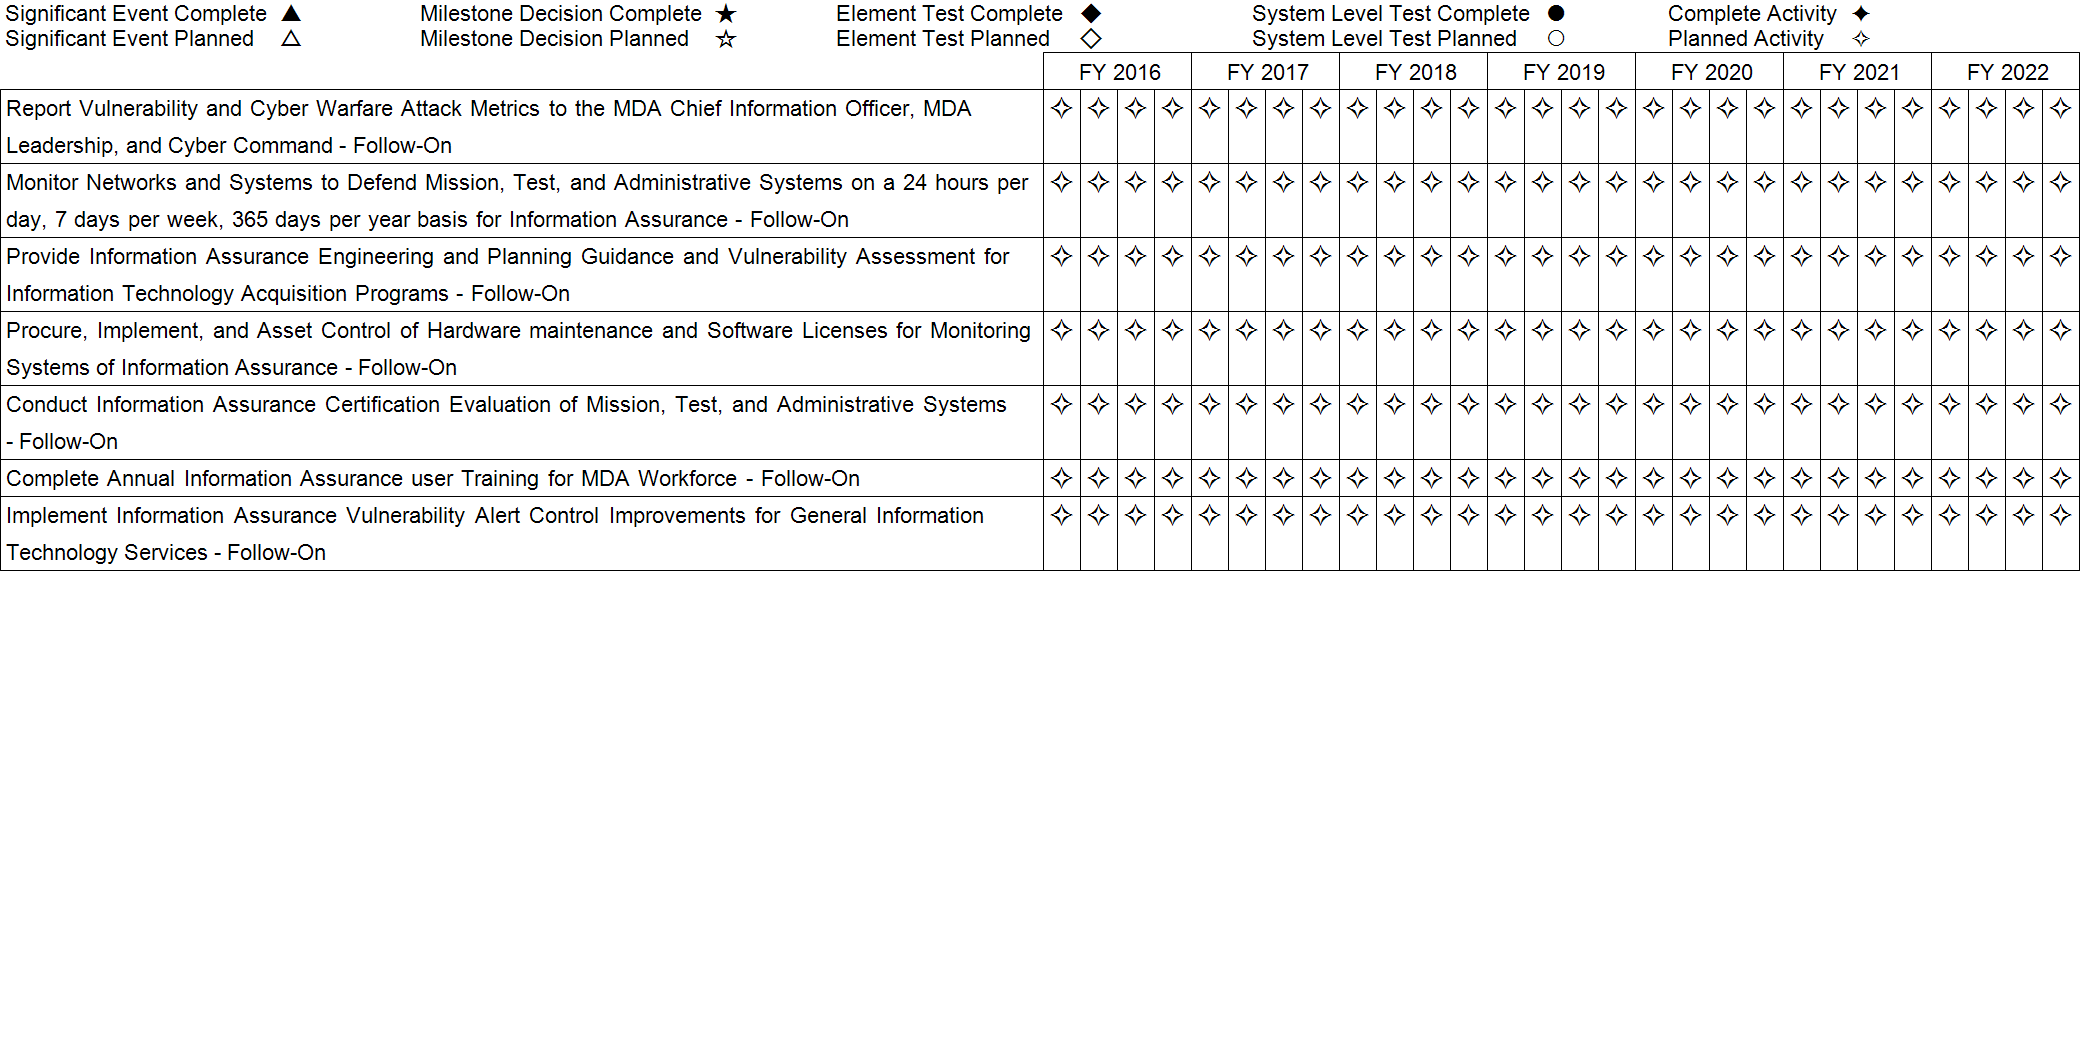 Significant Event Complete ▲ Milestone Decision Complete ★ Element Test Complete ◆ System Level Test Complete ● Complete Activity ✦
Significant Event Planned △ Milestone Decision Planned ☆ Element Test Planned ◇ System Level Test Planned ○ Planned Activity ✧
FY 2016 FY 2017 FY 2018 FY 2019 FY 2020 FY 2021 FY 2022
Report Vulnerability and Cyber Warfare Attack Metrics to the MDA Chief Information Officer, MDA ✧ ✧ ✧ ✧ ✧ ✧ ✧ ✧ ✧ ✧ ✧ ✧ ✧ ✧ ✧ ✧ ✧ ✧ ✧ ✧ ✧ ✧ ✧ ✧ ✧ ✧ ✧ ✧
Leadership, and Cyber Command - Follow-On
Monitor Networks and Systems to Defend Mission, Test, and Administrative Systems on a 24 hours per ✧ ✧ ✧ ✧ ✧ ✧ ✧ ✧ ✧ ✧ ✧ ✧ ✧ ✧ ✧ ✧ ✧ ✧ ✧ ✧ ✧ ✧ ✧ ✧ ✧ ✧ ✧ ✧
day, 7 days per week, 365 days per year basis for Information Assurance - Follow-On
Provide Information Assurance Engineering and Planning Guidance and Vulnerability Assessment for ✧ ✧ ✧ ✧ ✧ ✧ ✧ ✧ ✧ ✧ ✧ ✧ ✧ ✧ ✧ ✧ ✧ ✧ ✧ ✧ ✧ ✧ ✧ ✧ ✧ ✧ ✧ ✧
Information Technology Acquisition Programs - Follow-On
Procure, Implement, and Asset Control of Hardware maintenance and Software Licenses for Monitoring ✧ ✧ ✧ ✧ ✧ ✧ ✧ ✧ ✧ ✧ ✧ ✧ ✧ ✧ ✧ ✧ ✧ ✧ ✧ ✧ ✧ ✧ ✧ ✧ ✧ ✧ ✧ ✧
Systems of Information Assurance - Follow-On
Conduct Information Assurance Certification Evaluation of Mission, Test, and Administrative Systems ✧ ✧ ✧ ✧ ✧ ✧ ✧ ✧ ✧ ✧ ✧ ✧ ✧ ✧ ✧ ✧ ✧ ✧ ✧ ✧ ✧ ✧ ✧ ✧ ✧ ✧ ✧ ✧
- Follow-On
Complete Annual Information Assurance user Training for MDA Workforce - Follow-On ✧ ✧ ✧ ✧ ✧ ✧ ✧ ✧ ✧ ✧ ✧ ✧ ✧ ✧ ✧ ✧ ✧ ✧ ✧ ✧ ✧ ✧ ✧ ✧ ✧ ✧ ✧ ✧
Implement Information Assurance Vulnerability Alert Control Improvements for General Information ✧ ✧ ✧ ✧ ✧ ✧ ✧ ✧ ✧ ✧ ✧ ✧ ✧ ✧ ✧ ✧ ✧ ✧ ✧ ✧ ✧ ✧ ✧ ✧ ✧ ✧ ✧ ✧
Technology Services - Follow-On